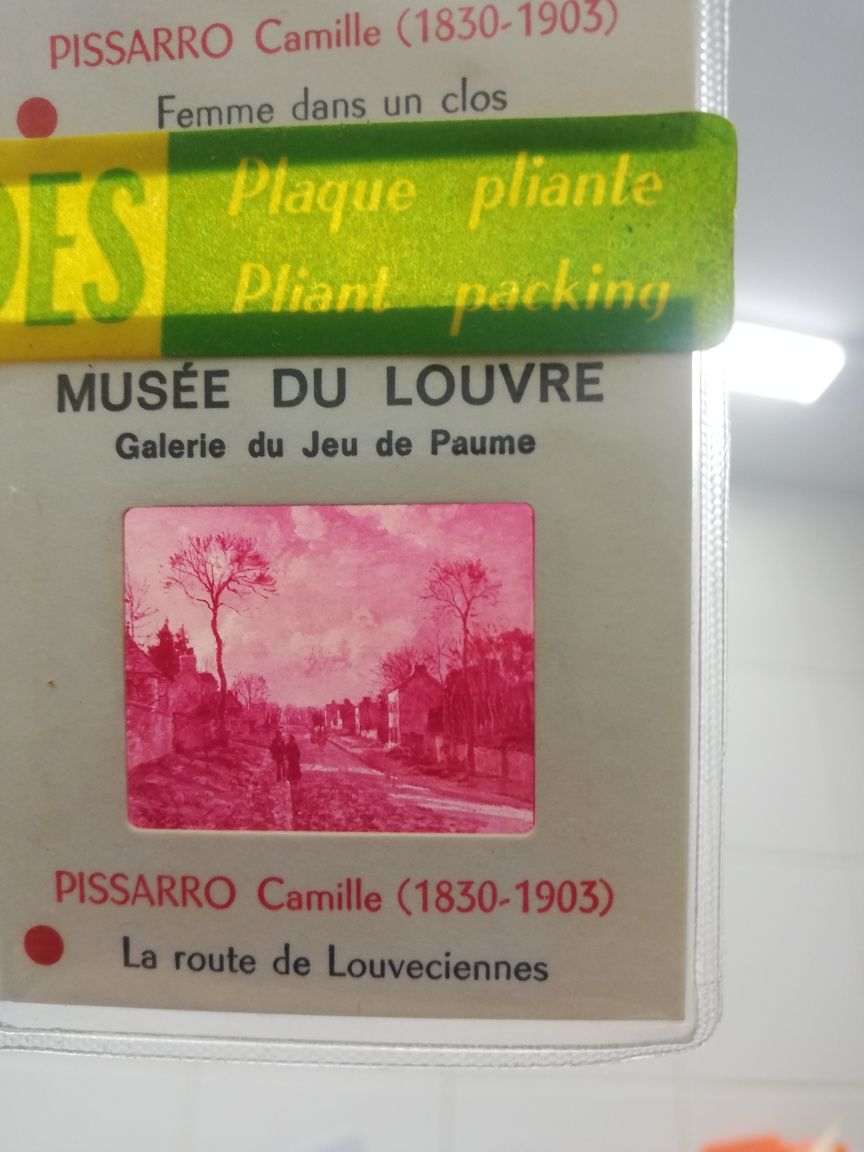 PISSARRO Camille (1830-1903)
Femme dans un clos
Plaque pliante
Pliant packing
MUSÉE DU LOUVRE
Galerie du Jeu de Paume
PISSARRO Camille (1830-1903)
La route de Louveciennes